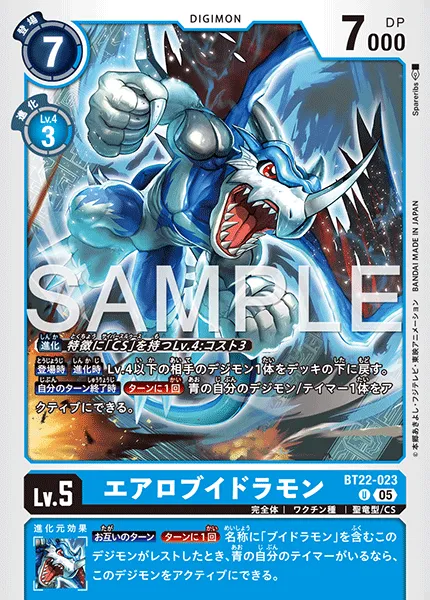 登場
7
DIGIMON
7000
DP
進化
Lv.4
3
Spareribs
BANDAI MADE IN JAPAN
©本郷あきよし・フジテレビ・東映アニメーション
SAMPLE
進化 特徴に「CS」を持つLv.4:コスト3
登場時 進化時 Lv.4以下の相手のデジモン1体をデッキの下に戻す。
自分のターン終了時 ターンに1回 青の自分のデジモン/テイマー1体をア
クティブにできる。
Lv.5
エアロブイドラモン
BT22-023
U
05
完全体 ワクチン種 聖竜型/CS
進化元効果
お互いのターン ターンに1回 名称に「ブイドラモン」を含むこの
デジモンがレストしたとき、青の自分のテイマーがいるなら、
このデジモンをアクティブにできる。